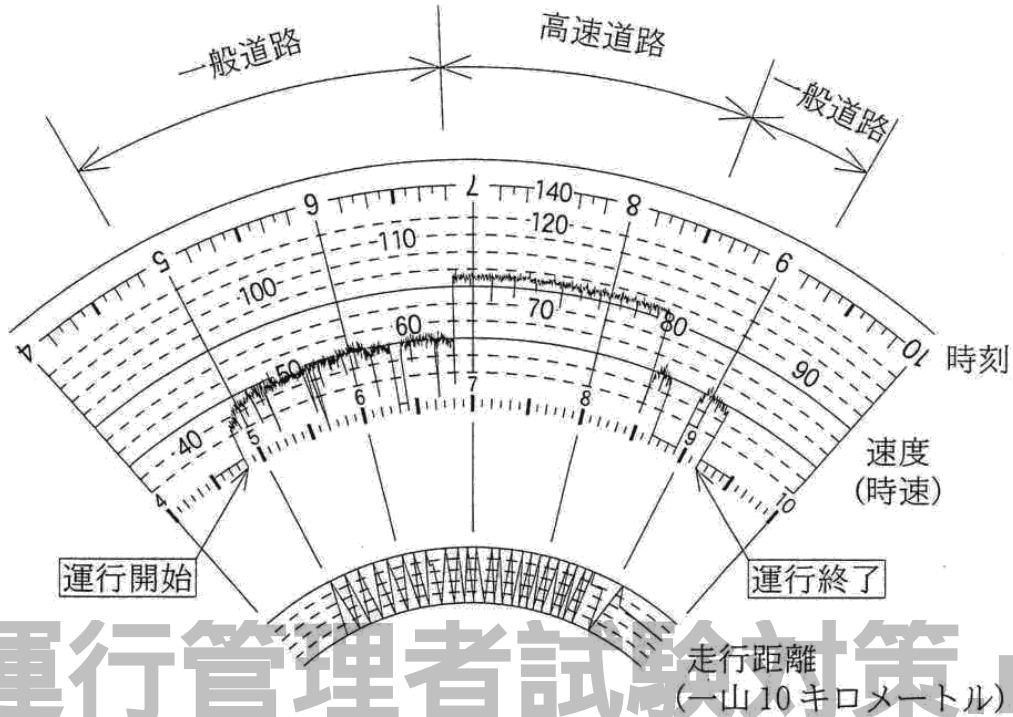 一般道路
高速道路
一般道路
4 5 6 7 8 9 10
140
120
110
100
90
80
70
60
50
40
4 5 6 7 8 9 10
時刻
速度
(時速)
運行開始
運行終了
走行距離
(一山10キロメートル)
運行管理者試験対策